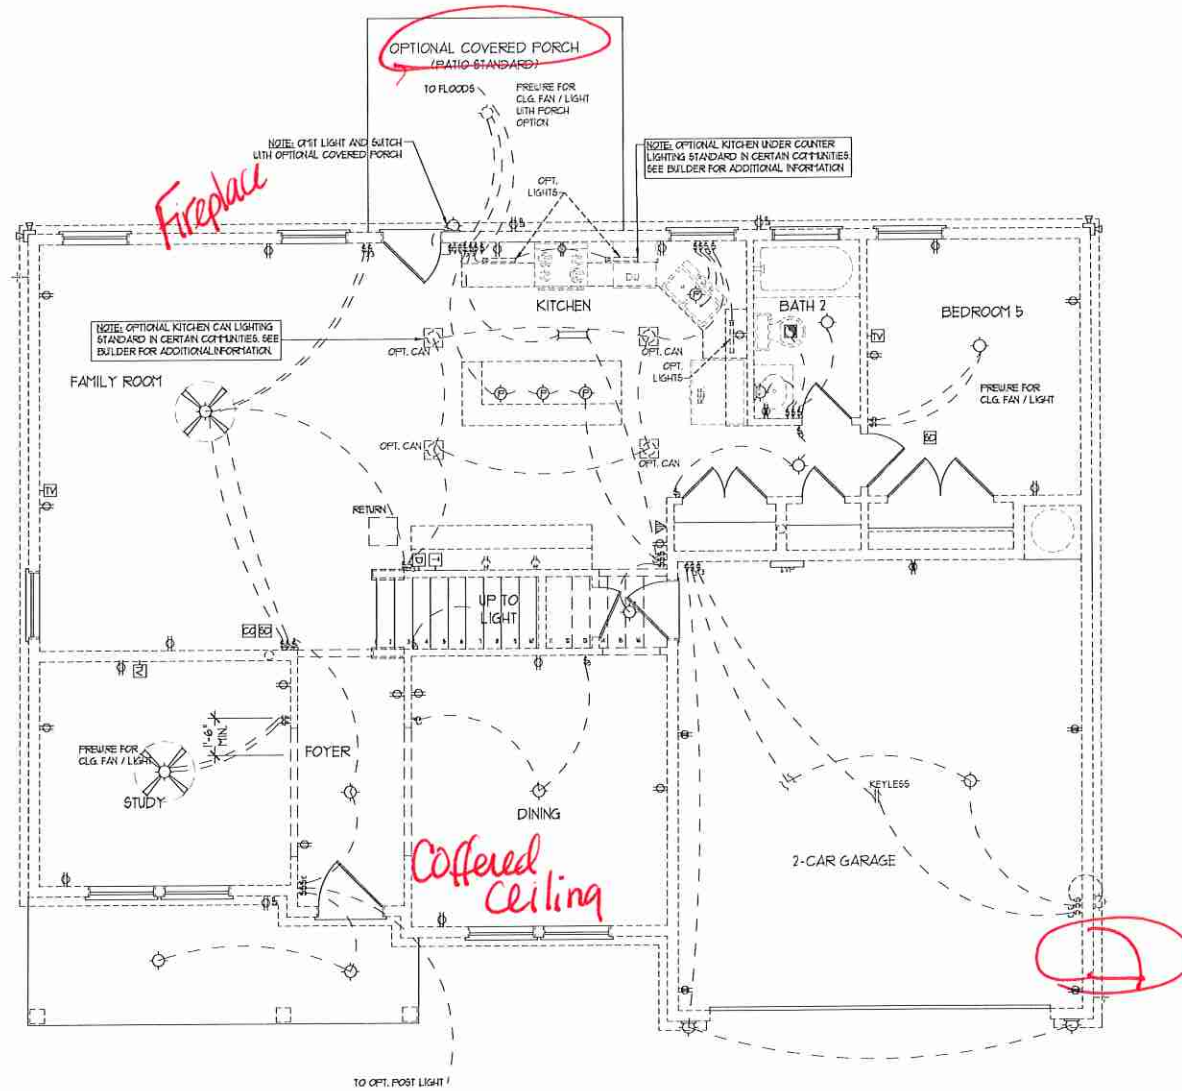 OPTIONAL COVERED PORCH
(PATIO STANDARD)
TO FLOODS
PREWIRE FOR
CLG. FAN / LIGHT
WITH PORCH
OPTION
NOTE: OMIT LIGHT AND SWITCH
WITH OPTIONAL COVERED PORCH
NOTE: OPTIONAL KITCHEN UNDER COUNTER
LIGHTING STANDARD IN CERTAIN COMMUNITIES.
SEE BUILDER FOR ADDITIONAL INFORMATION
Fireplace
OPT.
LIGHTS
DW
KITCHEN
BATH 2
BEDROOM 5
NOTE: OPTIONAL KITCHEN CAN LIGHTING
STANDARD IN CERTAIN COMMUNITIES. SEE
BUILDER FOR ADDITIONAL INFORMATION.
OPT. CAN
OPT. CAN
OPT.
LIGHTS
REF.
TV
FAMILY ROOM
PREWIRE FOR
CLG. FAN / LIGHT
P
P
P
P
OPT. CAN
OPT. CAN
SD
TV
RETURN
UP TO
LIGHT
CO SD
TV
1'-6"
MIN.
PREWIRE FOR
CLG. FAN / LIGHT
FOYER
STUDY
DINING
KEYLESS
2-CAR GARAGE
Coffered
Ceiling
TO OPT. POST LIGHT